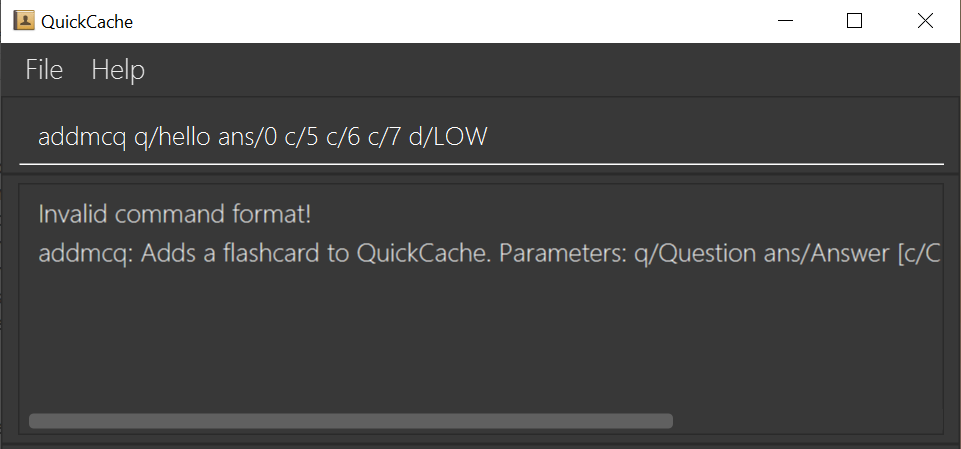 QuickCache
File Help
addmcq q/hello ans/0 c/5 c/6 c/7 d/LOW
Invalid command format!
addmcq: Adds a flashcard to QuickCache. Parameters: q/Question ans/Answer [c/C